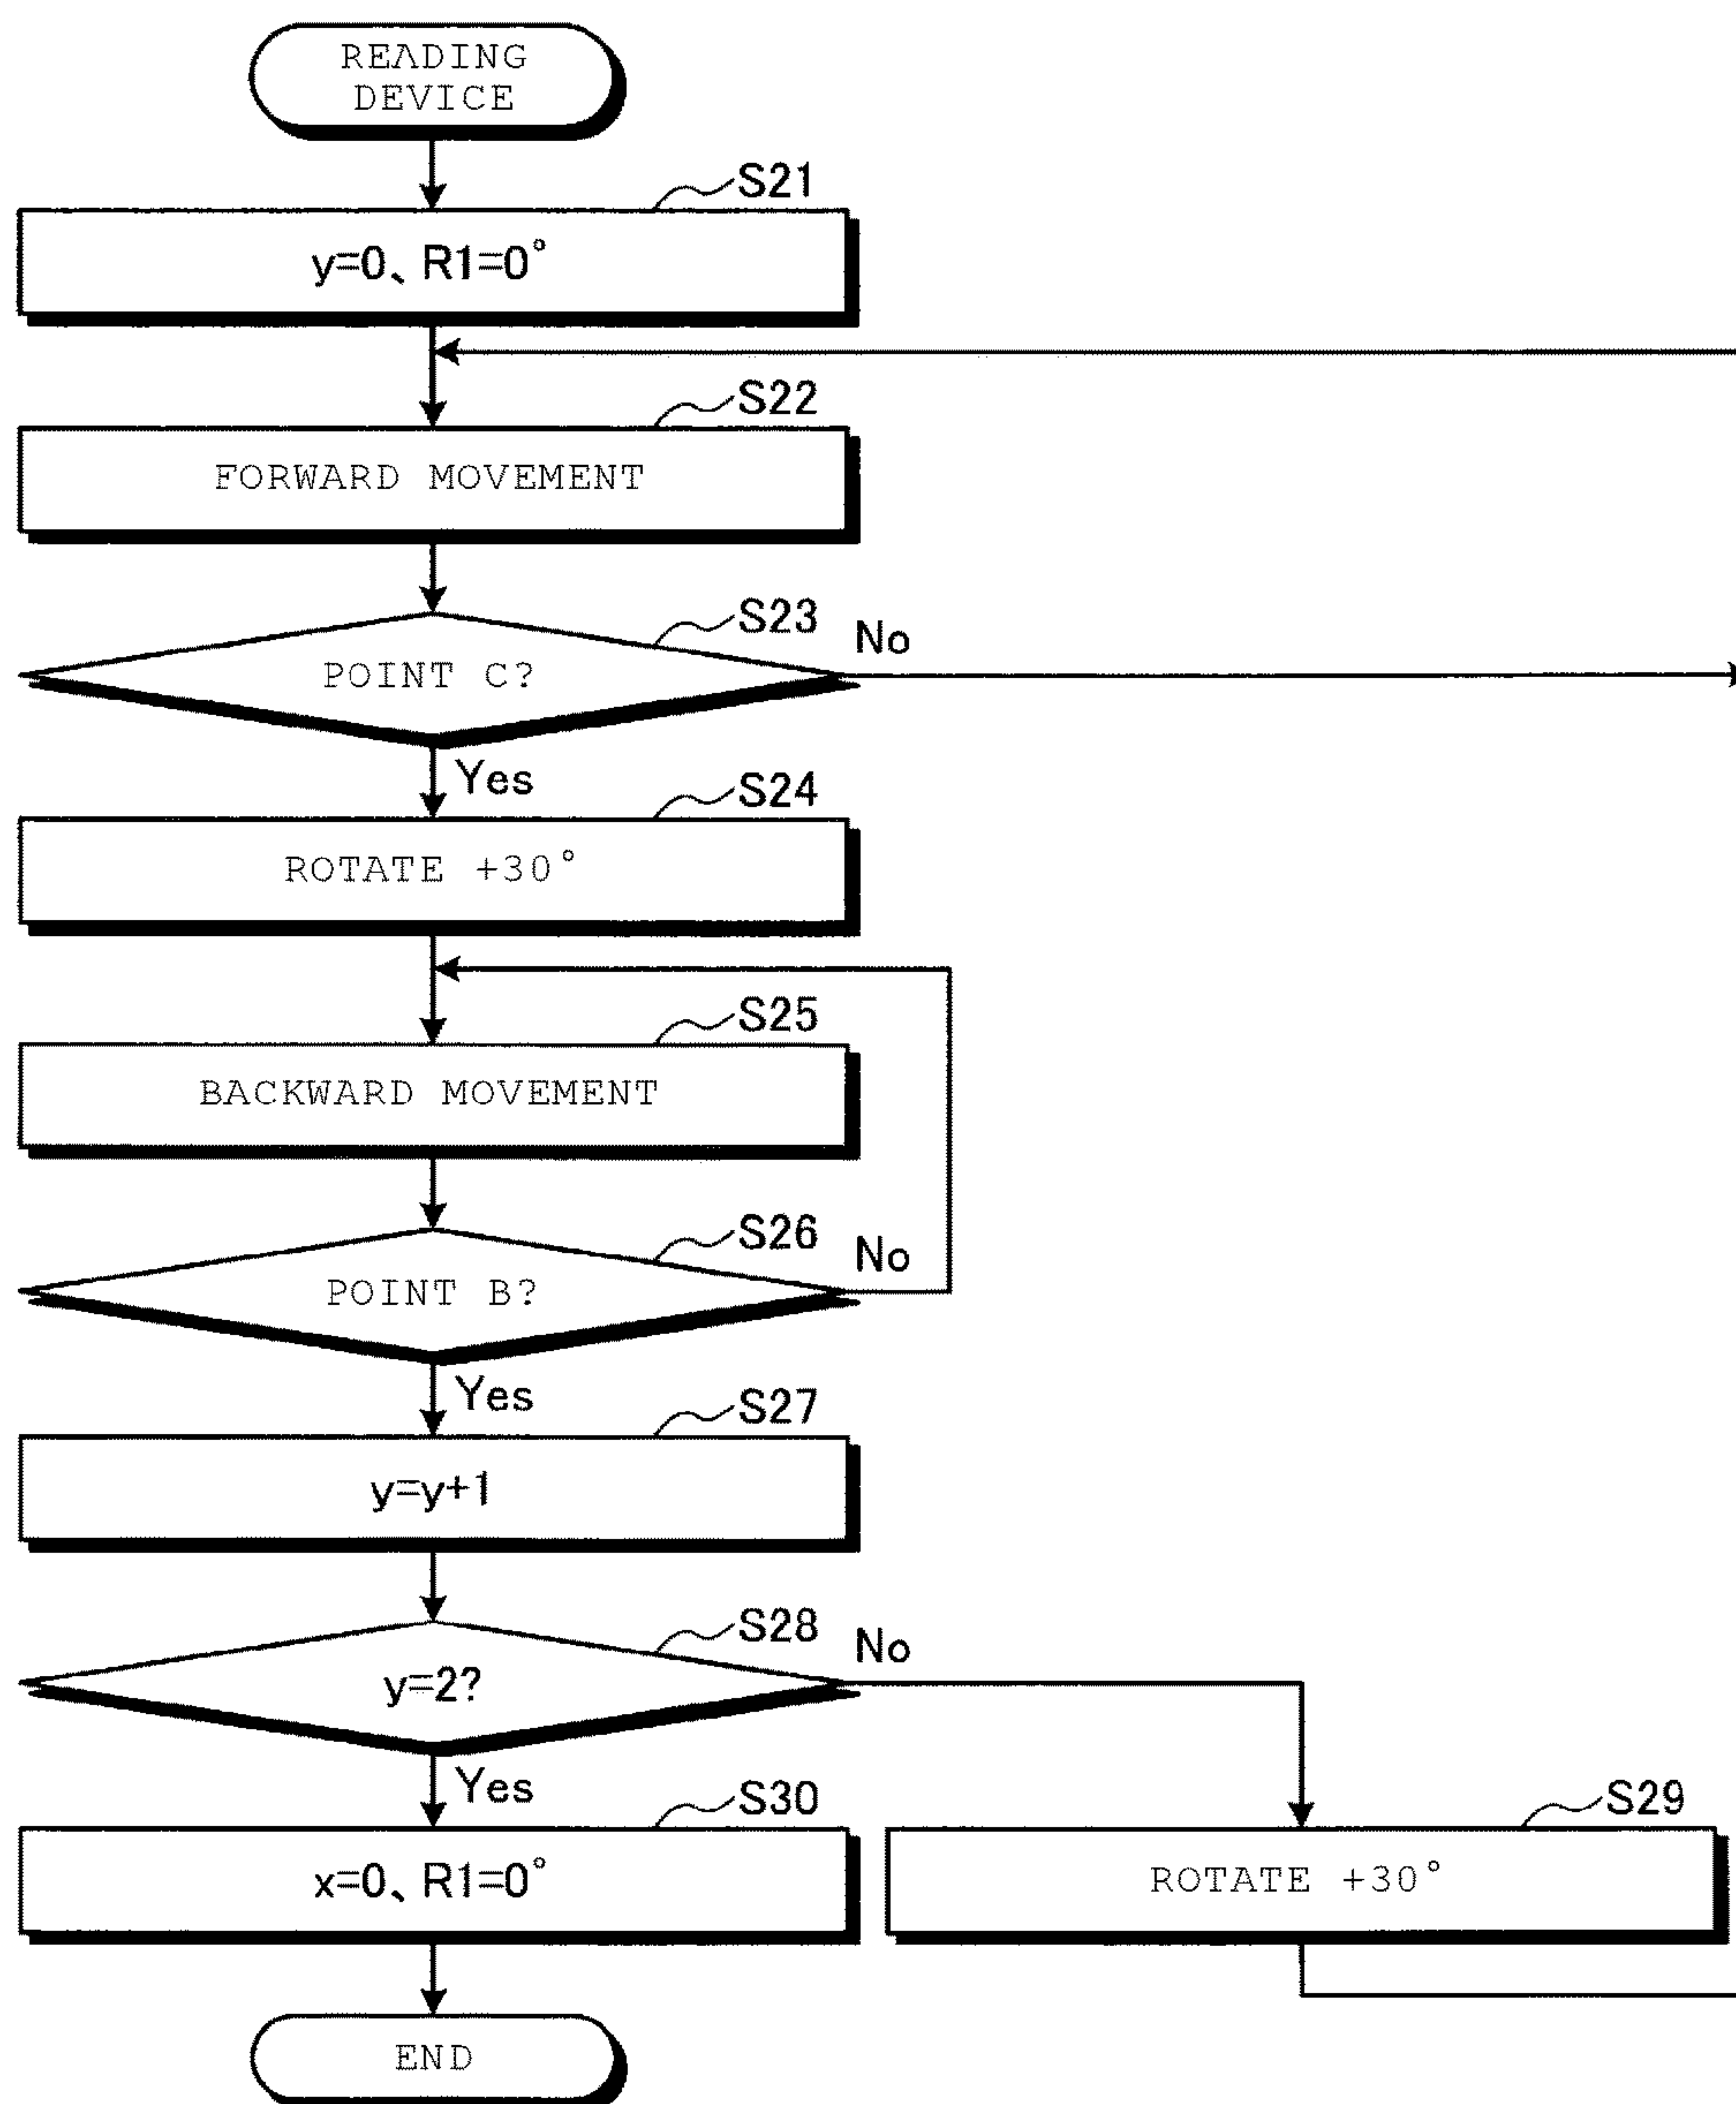 READING
DEVICE
S21
y=0、R1=0°
S22
FORWARD MOVEMENT
S23
No
POINT C?
Yes
S24
ROTATE +30°
S25
BACKWARD MOVEMENT
S26
No
POINT B?
Yes
S27
y=y+1
S28
No
y=2?
Yes
S30
x=0、R1=0°
S29
ROTATE +30°
END